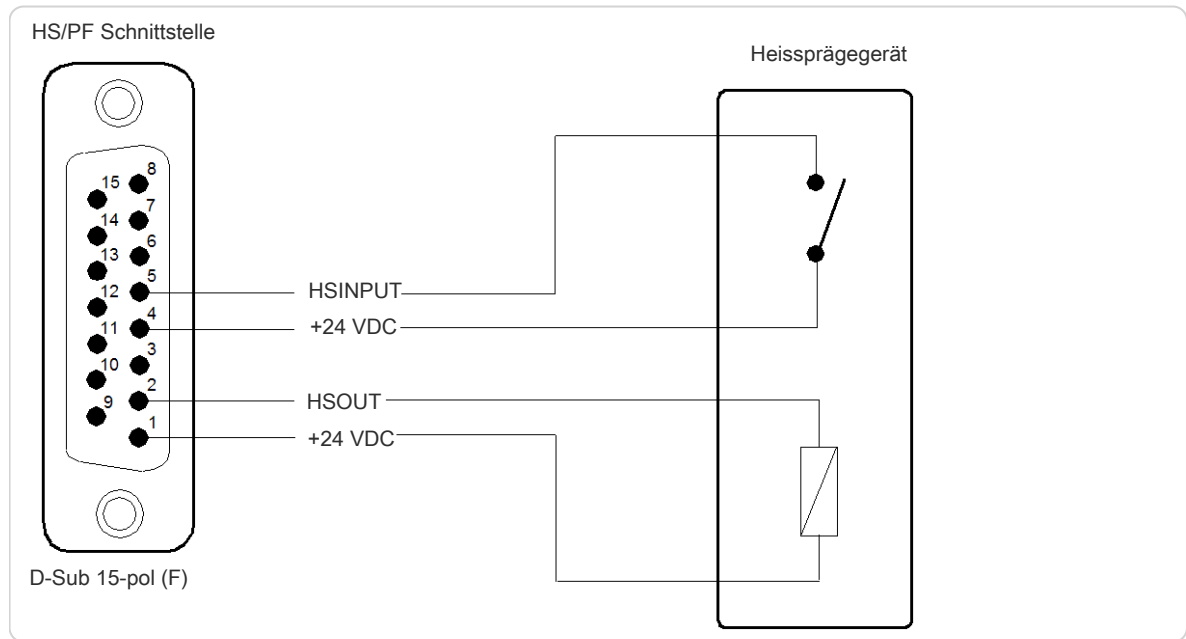 HS/PF Schnittstelle
Heissprägegerät
8
15
7
14
6
13
5
12
HSINPUT
4
11
+24 VDC
3
10
2
9
HSOUT
1
+24 VDC
D-Sub 15-pol (F)